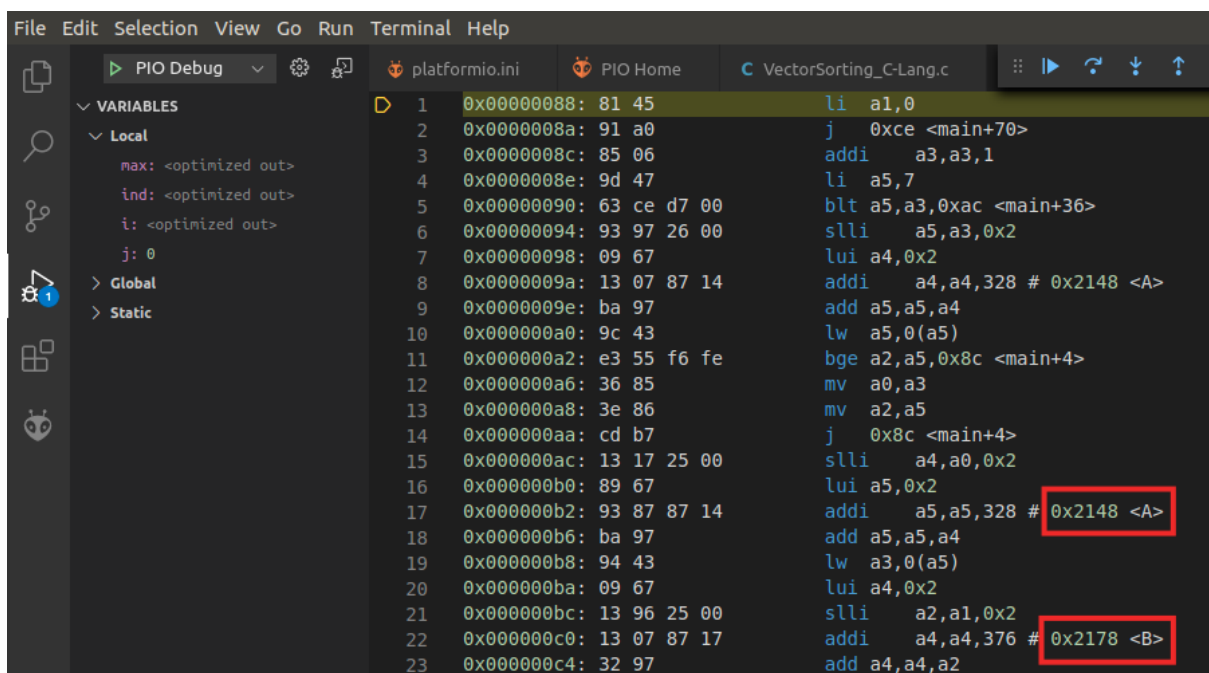 File Edit Selection View Go Run Terminal Help
PIO Debug
platformio.ini PIO Home C VectorSorting_C-Lang.c
VARIABLES
Local
max: <optimized out>
ind: <optimized out>
i: <optimized out>
j: 0
Global
Static
1
1 0x00000088: 81 45 li a1,0
2 0x0000008a: 91 a0 j 0xce <main+70>
3 0x0000008c: 85 06 addi a3,a3,1
4 0x0000008e: 9d 47 li a5,7
5 0x00000090: 63 ce d7 00 blt a5,a3,0xac <main+36>
6 0x00000094: 93 97 26 00 slli a5,a3,0x2
7 0x00000098: 09 67 lui a4,0x2
8 0x0000009a: 13 07 87 14 addi a4,a4,328 # 0x2148 <A>
9 0x0000009e: ba 97 add a5,a5,a4
10 0x000000a0: 9c 43 lw a5,0(a5)
11 0x000000a2: e3 55 f6 fe bge a2,a5,0x8c <main+4>
12 0x000000a6: 36 85 mv a0,a3
13 0x000000a8: 3e 86 mv a2,a5
14 0x000000aa: cd b7 j 0x8c <main+4>
15 0x000000ac: 13 17 25 00 slli a4,a0,0x2
16 0x000000b0: 89 67 lui a5,0x2
17 0x000000b2: 93 87 87 14 addi a5,a5,328 # 0x2148 <A>
18 0x000000b6: ba 97 add a5,a5,a4
19 0x000000b8: 94 43 lw a3,0(a5)
20 0x000000ba: 09 67 lui a4,0x2
21 0x000000bc: 13 96 25 00 slli a2,a1,0x2
22 0x000000c0: 13 07 87 17 addi a4,a4,376 # 0x2178 <B>
23 0x000000c4: 32 97 add a4,a4,a2